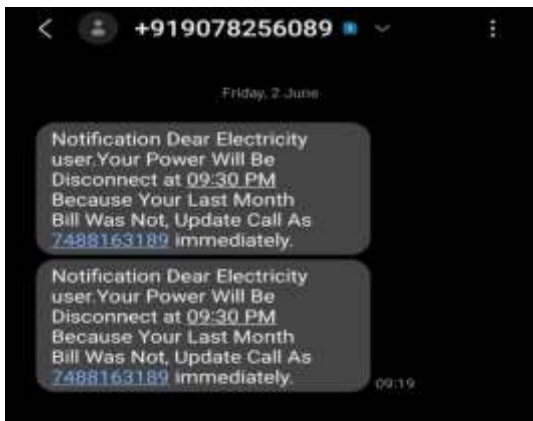 +919078256089
Friday, 2 June
Notification Dear Electricity
user.Your Power Will Be
Disconnect at 09:30 PM
Because Your Last Month
Bill Was Not, Update Call As
7488163189 immediately.
Notification Dear Electricity
user.Your Power Will Be
Disconnect at 09:30 PM
Because Your Last Month
Bill Was Not, Update Call As
7488163189 immediately.
09:19